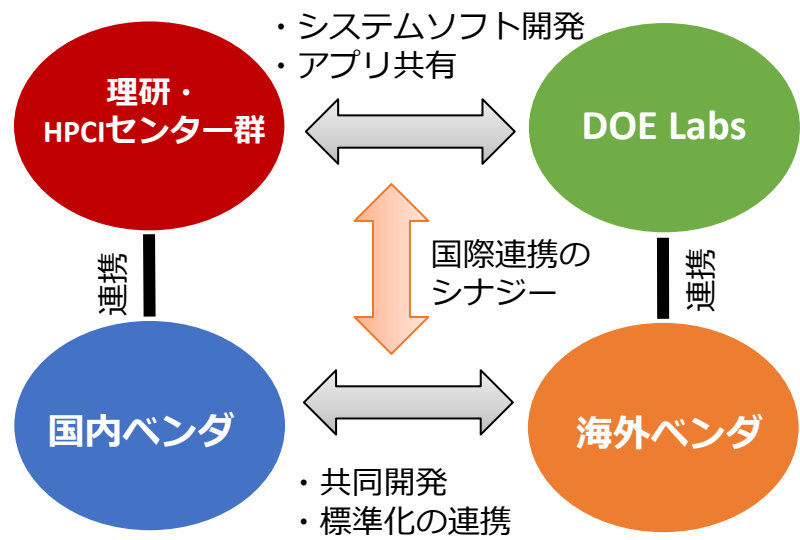 ・システムソフト開発
・アプリ共有
理研・
HPCIセンター群
DOE Labs
連携
国際連携の
シナジー
連携
国内ベンダ
海外ベンダ
・共同開発
・標準化の連携